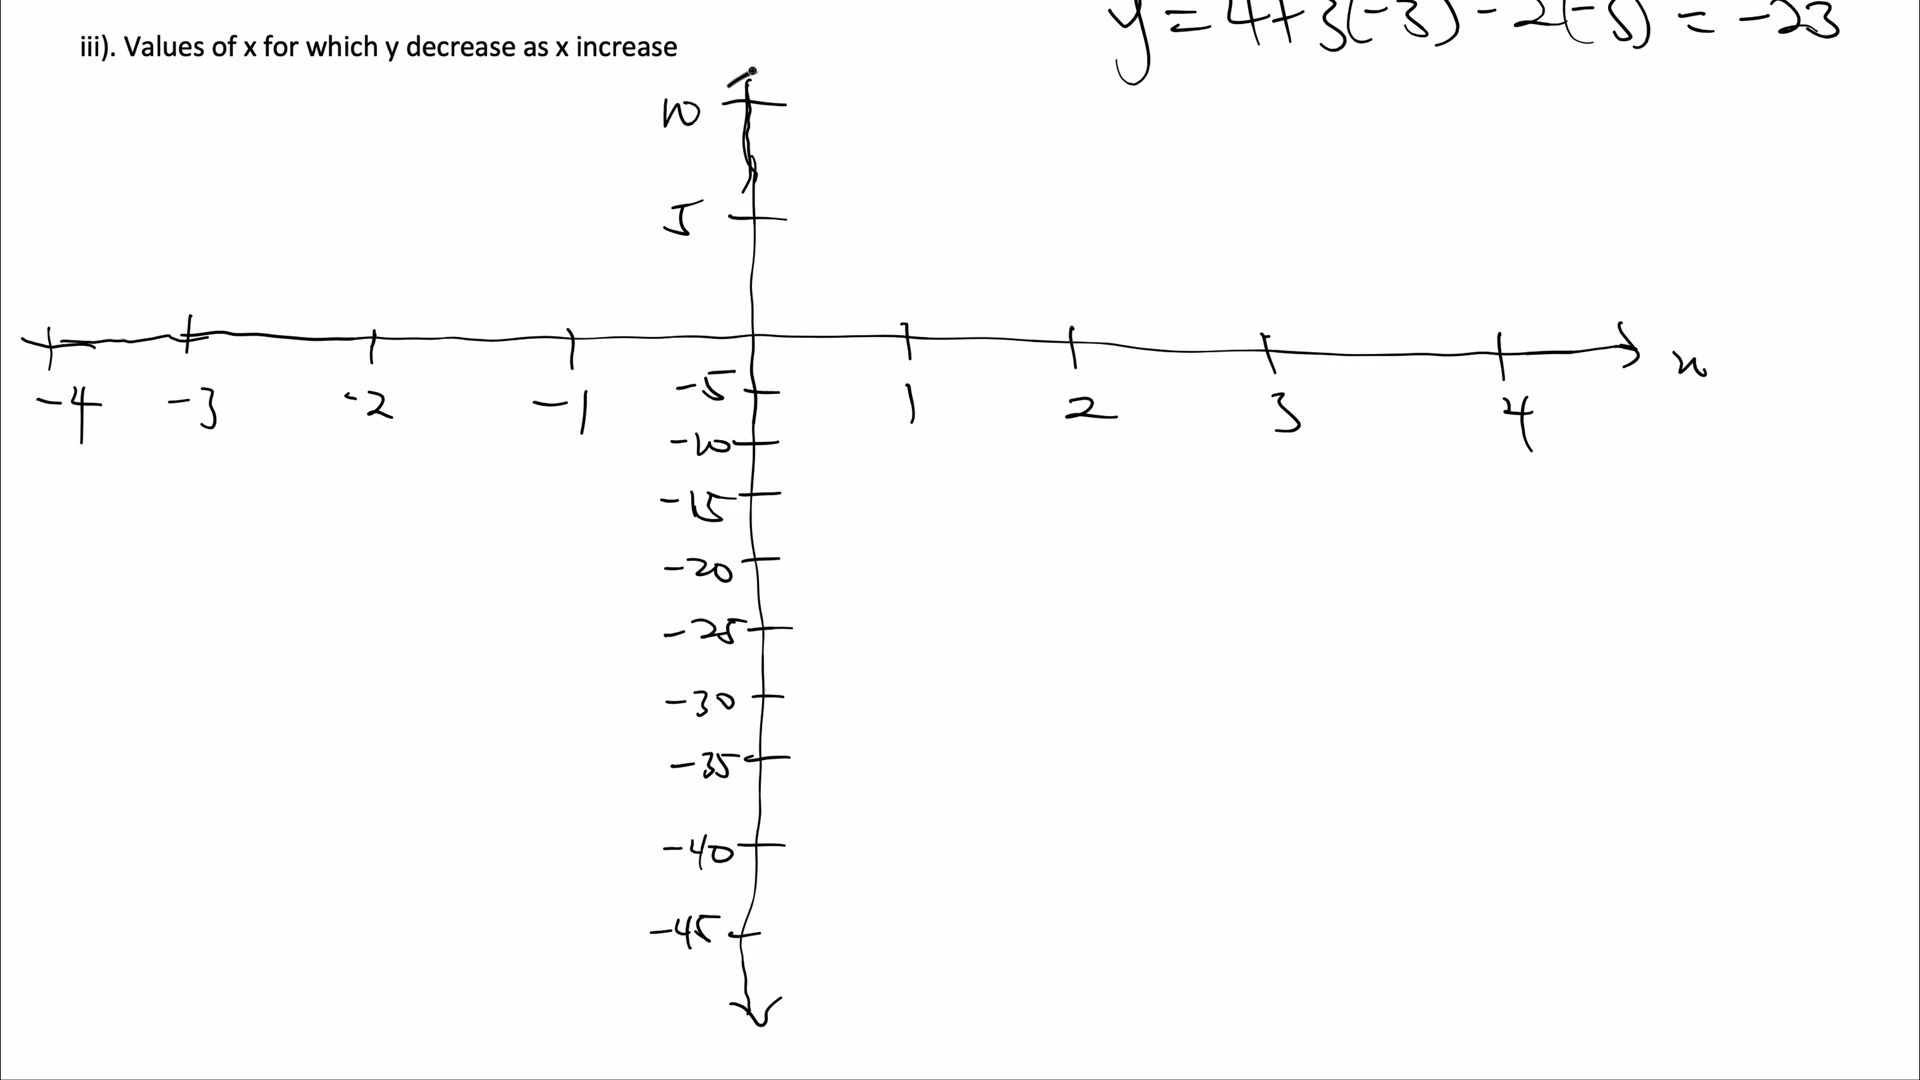 iii). Values of x for which y decrease as x increase
y = 4+3(-3) - 2(-3) = -23
10
5
x
-4 -3 -2 -1 1 2 3 4
-5
-10
-15
-20
-25
-30
-35
-40
-45